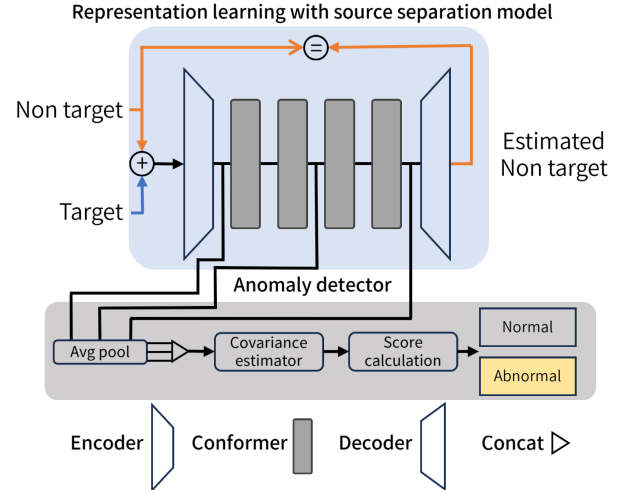 Representation learning with source separation model
=
Non target
+
Target
Estimated
Non target
Anomaly detector
Avg pool
Covariance
estimator
Score
calculation
Normal
Abnormal
Encoder
Conformer
Decoder
Concat